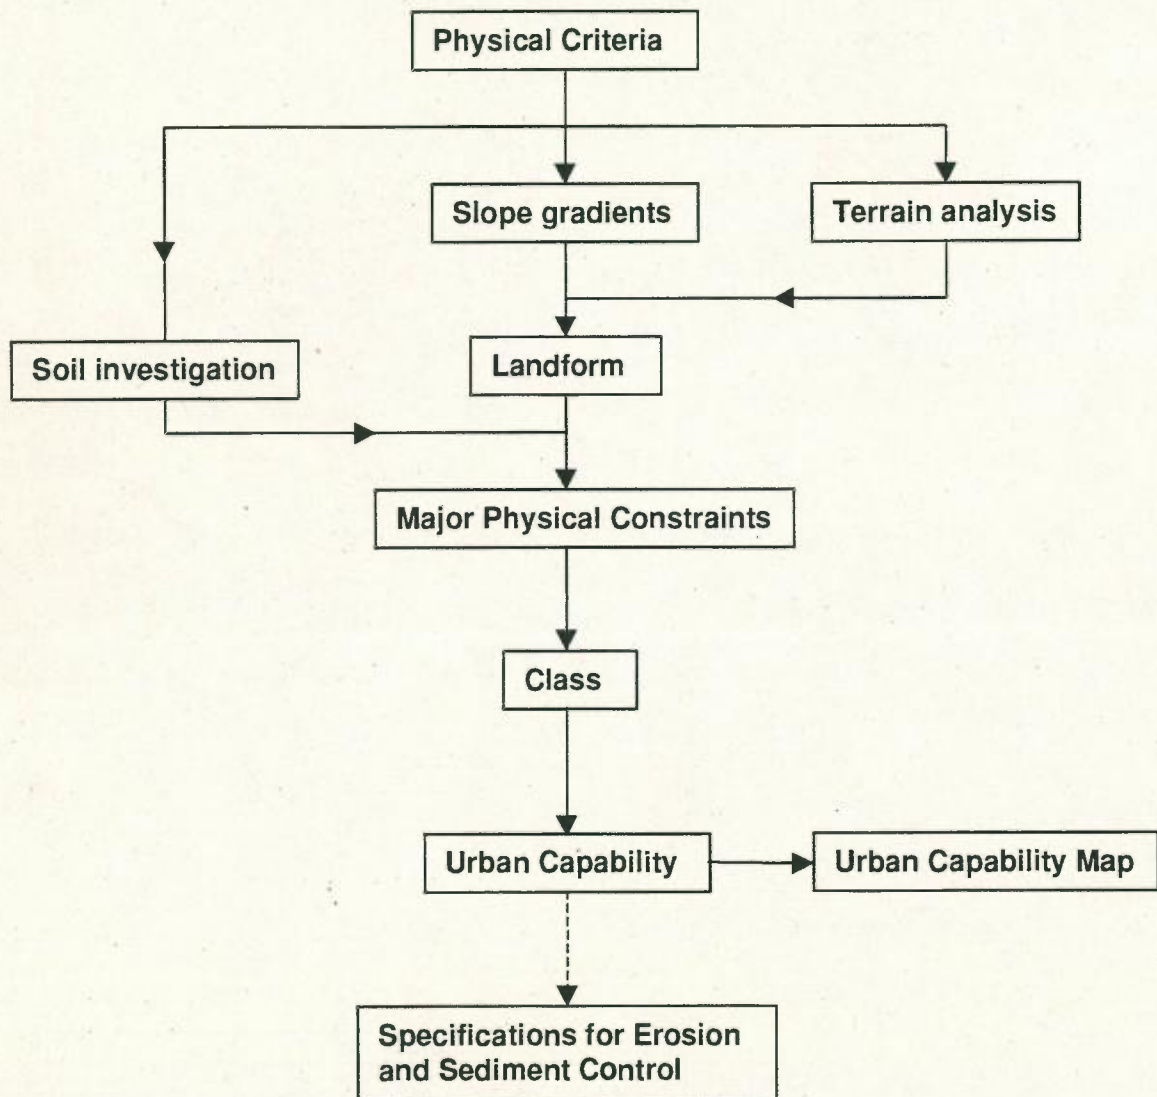 Physical Criteria
Slope gradients
Terrain analysis
Soil investigation
Landform
Major Physical Constraints
Class
Urban Capability
Urban Capability Map
Specifications for Erosion
and Sediment Control